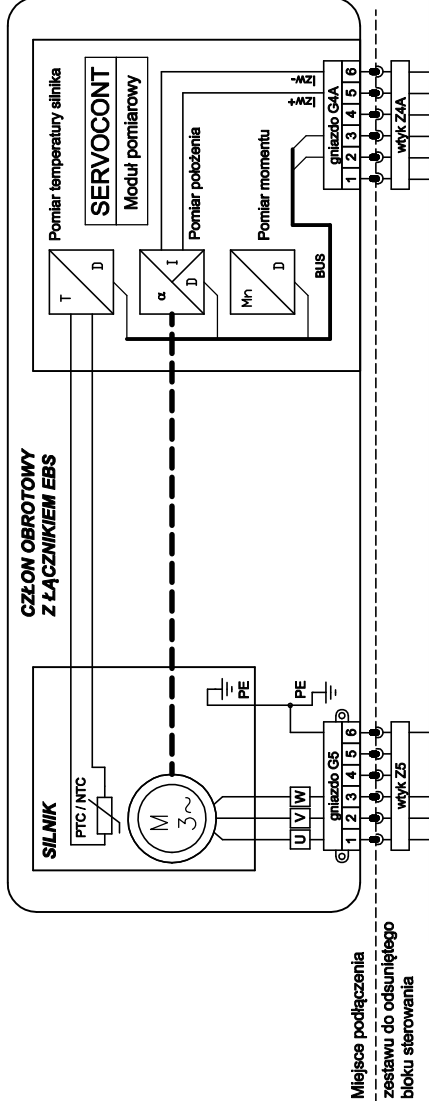 CZŁON OBROTOWY
Z ŁĄCZNIKIEM EBS
SILNIK
PTC / NTC
M
3~
U
V
W
PE
PE
gniazdo G5
1
2
3
4
5
6
wtyk Z5
Pomiar temperatury silnika
T
D
SERVOCONT
Moduł pomiarowy
α
I
D
Pomiar położenia
Mn
D
Pomiar momentu
BUS
IZW-
IZW+
gniazdo G4A
1
2
3
4
5
6
wtyk Z4A
Miejsce podłączenia
zestawu do odsuniętego
bloku sterowania